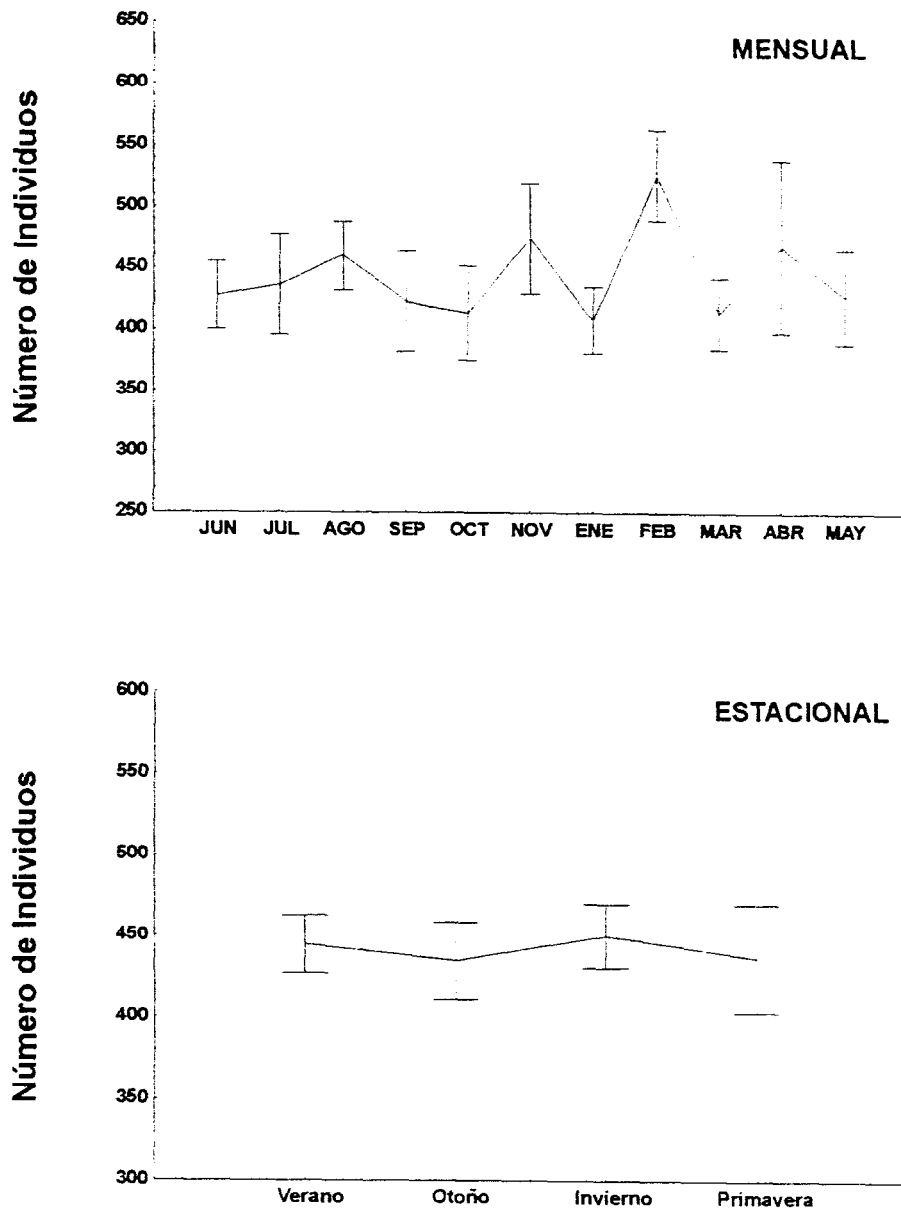 MENSUAL
Número de Individuos
650
600
550
500
450
400
350
300
250
JUN JUL AGO SEP OCT NOV ENE FEB MAR ABR MAY
ESTACIONAL
Número de Individuos
600
550
500
450
400
350
300
Verano Otoño Invierno Primavera